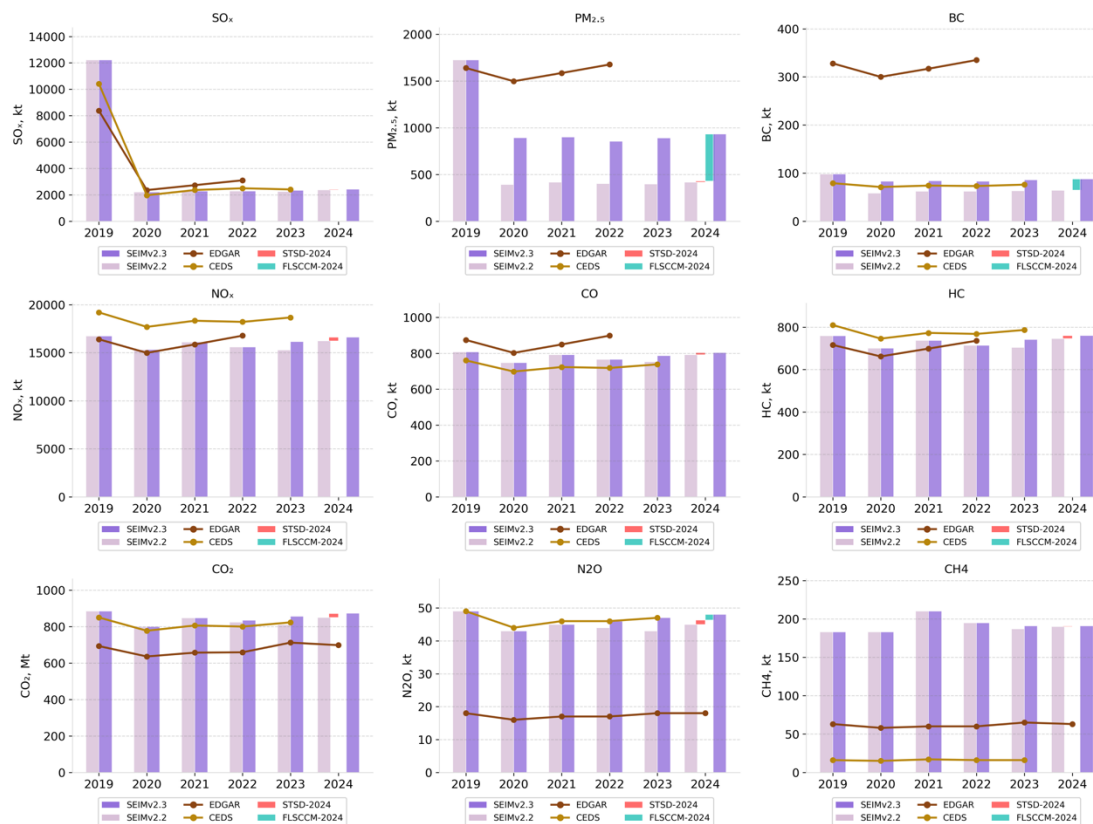 SOₓ PM₂.₅ BC
SOₓ, kt
14000
12000
10000
8000
6000
4000
2000
0
2019 2020 2021 2022 2023 2024
SEIMv2.3 EDGAR STSD-2024
SEIMv2.2 CEDS FLSCCM-2024
PM₂.₅, kt
2000
1500
1000
500
0
2019 2020 2021 2022 2023 2024
SEIMv2.3 EDGAR STSD-2024
SEIMv2.2 CEDS FLSCCM-2024
BC, kt
400
300
200
100
0
2019 2020 2021 2022 2023 2024
SEIMv2.3 EDGAR STSD-2024
SEIMv2.2 CEDS FLSCCM-2024
NOₓ CO HC
NOₓ, kt
20000
15000
10000
5000
0
2019 2020 2021 2022 2023 2024
SEIMv2.3 EDGAR STSD-2024
SEIMv2.2 CEDS FLSCCM-2024
CO, kt
1000
800
600
400
200
0
2019 2020 2021 2022 2023 2024
SEIMv2.3 EDGAR STSD-2024
SEIMv2.2 CEDS FLSCCM-2024
HC, kt
800
600
400
200
0
2019 2020 2021 2022 2023 2024
SEIMv2.3 EDGAR STSD-2024
SEIMv2.2 CEDS FLSCCM-2024
CO₂ N2O CH4
CO₂, Mt
1000
800
600
400
200
0
2019 2020 2021 2022 2023 2024
SEIMv2.3 EDGAR STSD-2024
SEIMv2.2 CEDS FLSCCM-2024
N2O, kt
50
40
30
20
10
0
2019 2020 2021 2022 2023 2024
SEIMv2.3 EDGAR STSD-2024
SEIMv2.2 CEDS FLSCCM-2024
CH4, kt
250
200
150
100
50
0
2019 2020 2021 2022 2023 2024
SEIMv2.3 EDGAR STSD-2024
SEIMv2.2 CEDS FLSCCM-2024